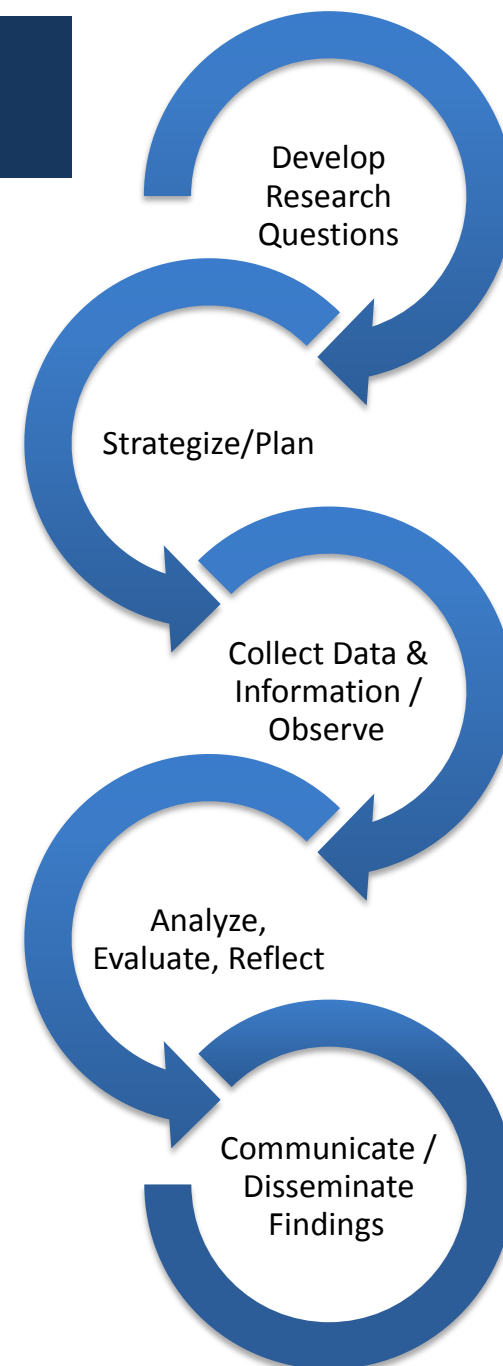 Develop
Research
Questions
Strategize/Plan
Collect Data &
Information /
Observe
Analyze,
Evaluate, Reflect
Communicate /
Disseminate
Findings